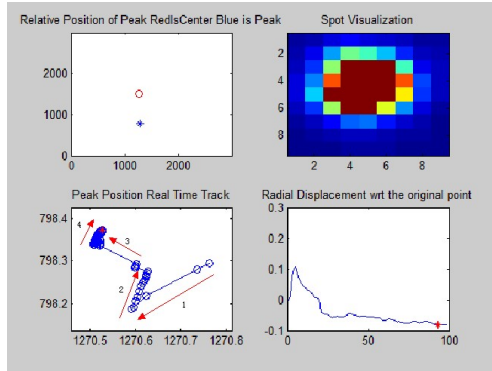 Relative Position of Peak RedIsCenter Blue is Peak
3000
2000
1000
0
0 1000 2000
Spot Visualization
2
4
6
8
2 4 6 8
Peak Position Real Time Track
798.4
798.3
798.2
4
3
2
1
1270.5 1270.6 1270.7 1270.8
Radial Displacement wrt the original point
0.3
0.2
0.1
0
-0.1
0 50 100